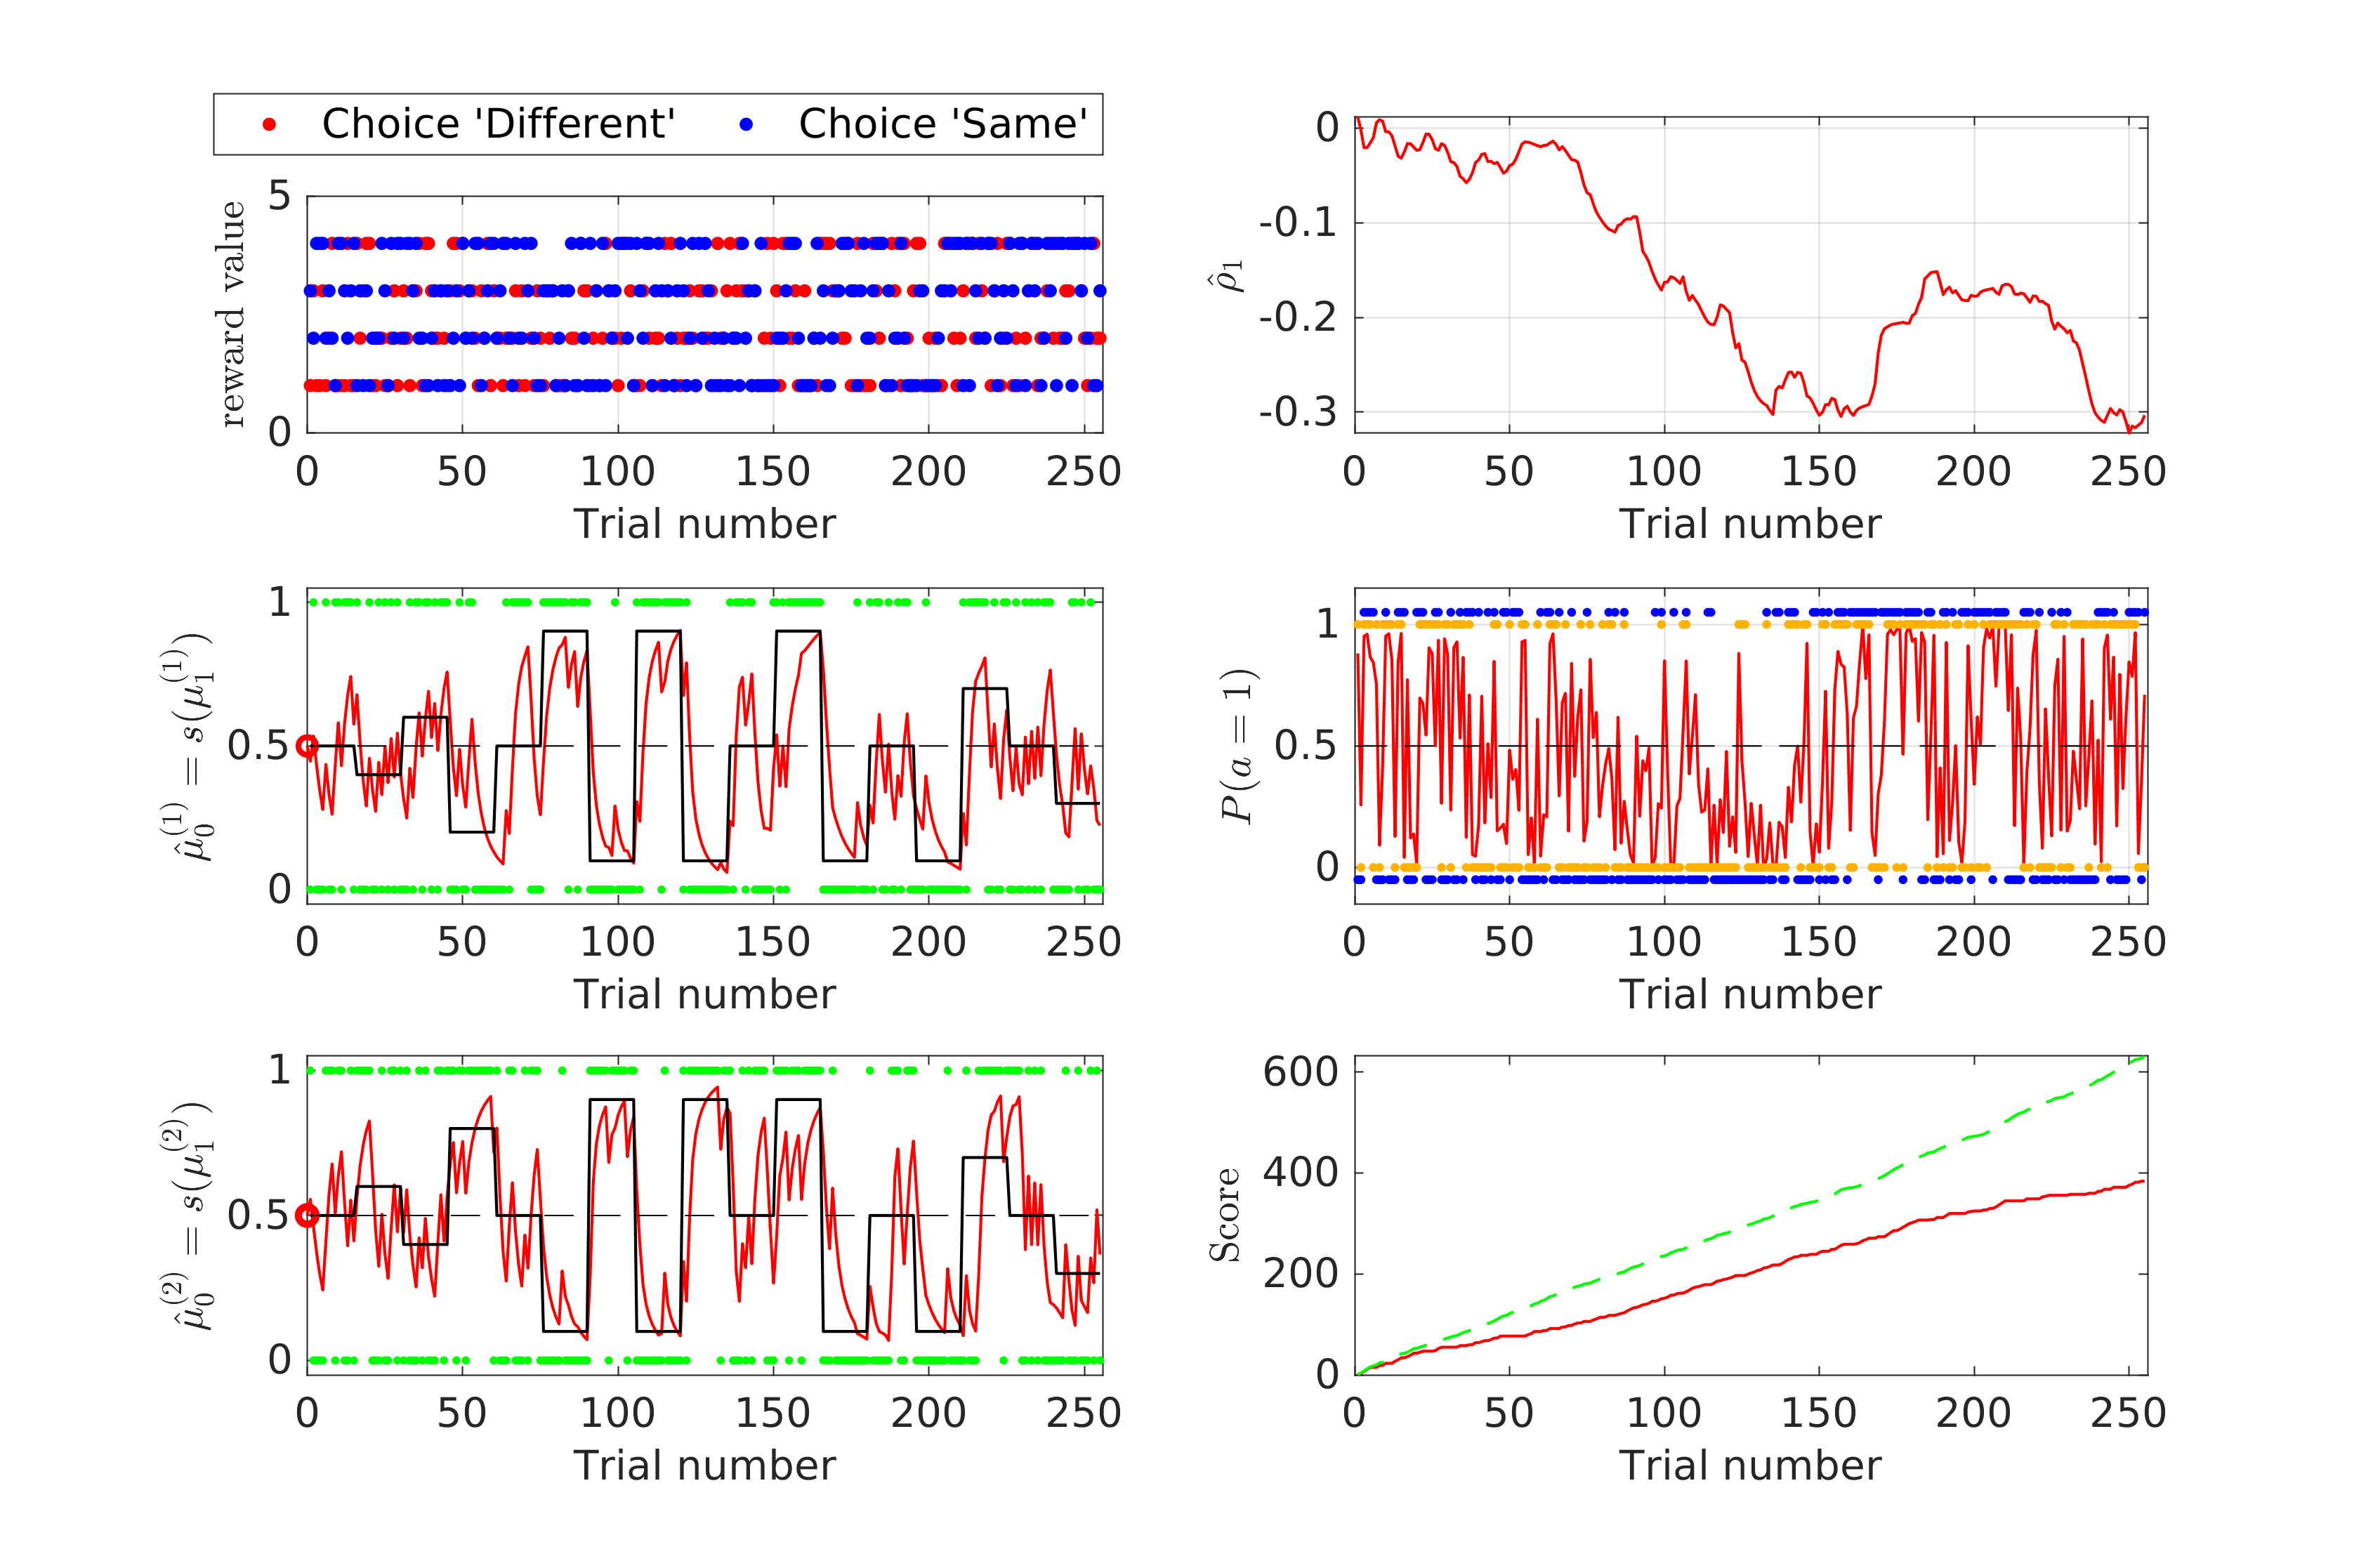 Choice 'Different' Choice 'Same'
5
0
reward value
0 50 100 150 200 250
Trial number
0
-0.1
-0.2
-0.3
ρ̂₁
0 50 100 150 200 250
Trial number
1
0.5
0
μ̂₀⁽¹⁾ = s(μ₁⁽¹⁾)
0 50 100 150 200 250
Trial number
1
0.5
0
P(a = 1)
0 50 100 150 200 250
Trial number
1
0.5
0
μ̂₀⁽²⁾ = s(μ₁⁽²⁾)
0 50 100 150 200 250
Trial number
600
400
200
0
Score
0 50 100 150 200 250
Trial number